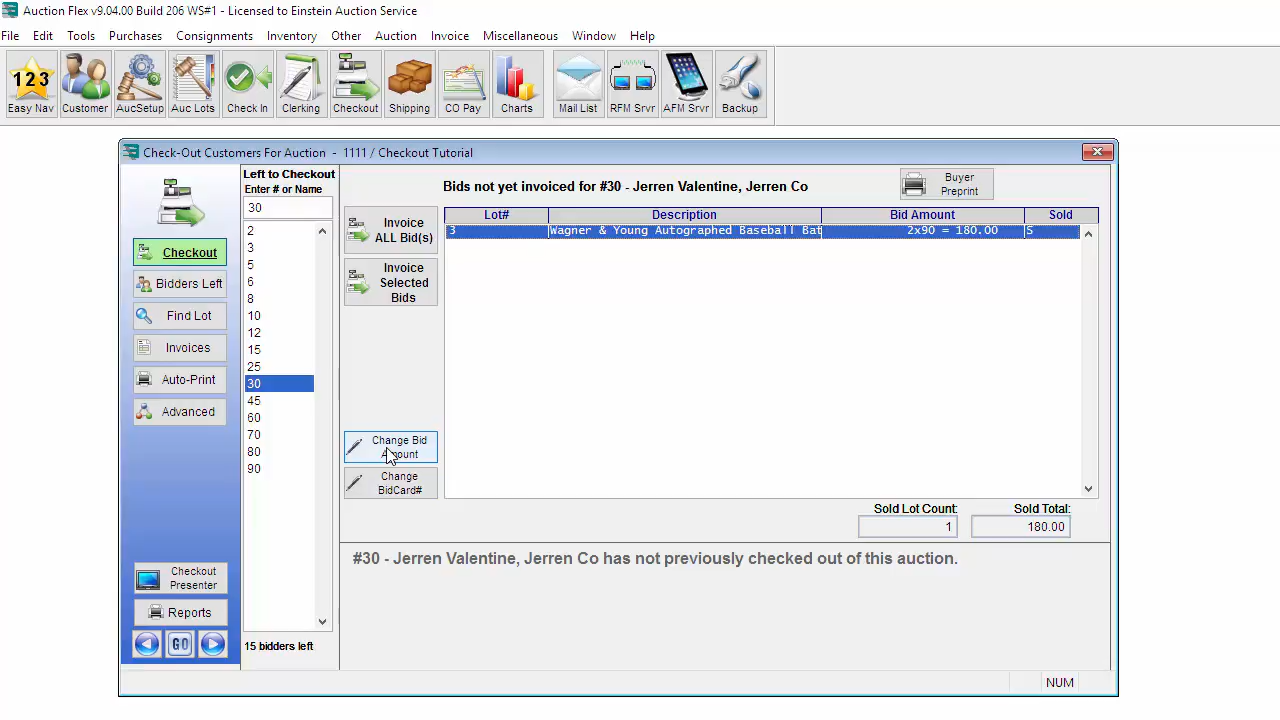 Auction Flex v9.04.00 Build 206 WS#1 - Licensed to Einstein Auction Service
File Edit Tools Purchases Consignments Inventory Other Auction Invoice Miscellaneous Window Help
123
Easy Nav Customer AucSetup Auc Lots Check In Clerking Checkout Shipping CO Pay Charts Mail List RFM Srvr AFM Srvr Backup
Check-Out Customers For Auction - 1111 / Checkout Tutorial
Checkout
Bidders Left
Find Lot
Invoices
Auto-Print
Advanced
Checkout
Presenter
Reports
GO
Left to Checkout
Enter # or Name
30
2
3
5
6
8
10
12
15
25
30
45
60
70
80
90
15 bidders left
Bids not yet invoiced for #30 - Jerren Valentine, Jerren Co
Buyer
Preprint
Invoice
ALL Bid(s)
Invoice
Selected
Bids
Change Bid
Amount
Change
BidCard#
Lot# Description Bid Amount Sold
3 Wagner & Young Autographed Baseball Bat 2x90 = 180.00 S
Sold Lot Count: Sold Total:
1 180.00
#30 - Jerren Valentine, Jerren Co has not previously checked out of this auction.
NUM